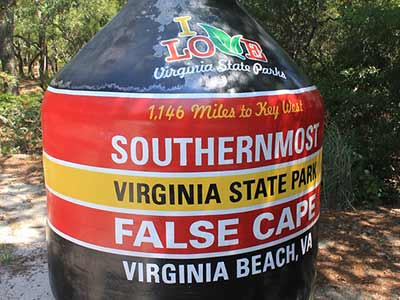 I
LOVE
Virginia State Parks
1,146 Miles to Key West
SOUTHERNMOST
VIRGINIA STATE PARK
FALSE CAPE
VIRGINIA BEACH, VA